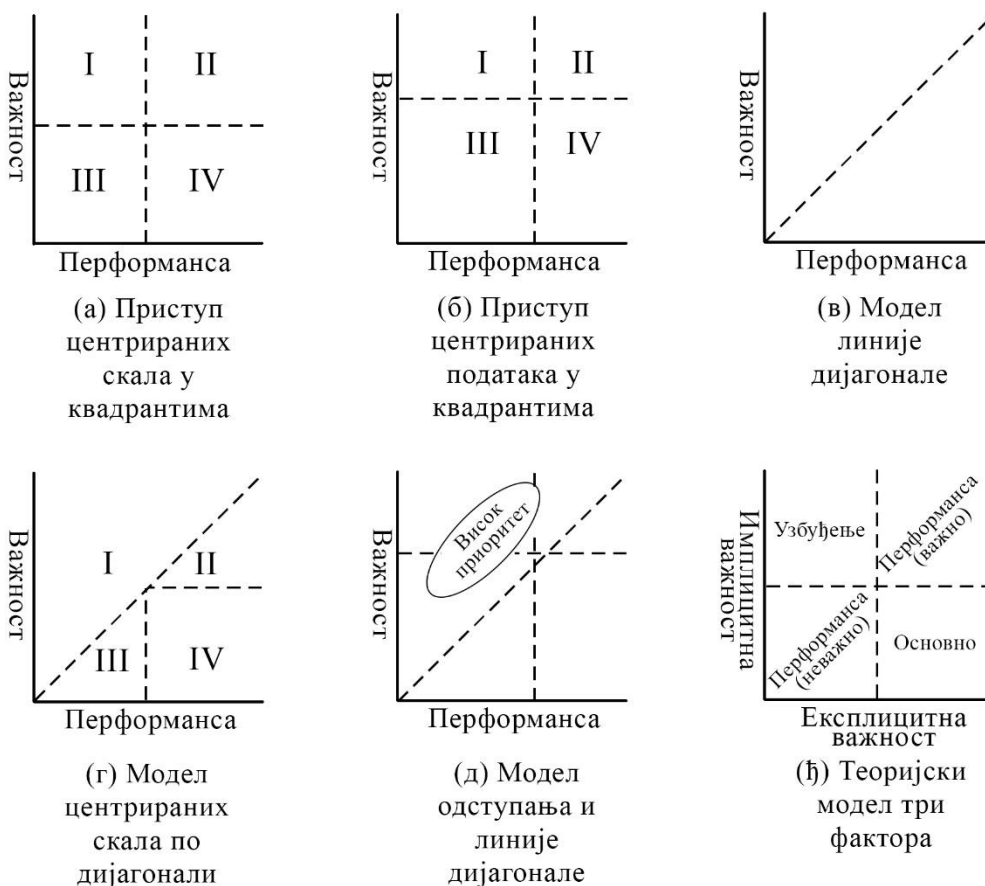 Важност
I
II
III
IV
Перформанса
(а) Приступ
центрираних
скала у
квадрантима
Важност
I
II
III
IV
Перформанса
(б) Приступ
центрираних
података у
квадрантима
Важност
Перформанса
(в) Модел
линије
дијагонале
Важност
I
II
III
IV
Перформанса
(г) Модел
центрираних
скала по
дијагонали
Важност
Висок
приоритет
Перформанса
(д) Модел
одступања и
линије
дијагонале
Имплицитна
важност
Узбуђење
Перформанса
(важно)
Перформанса
(неважно)
Основно
Експлицитна
важност
(ђ) Теоријски
модел три
фактора